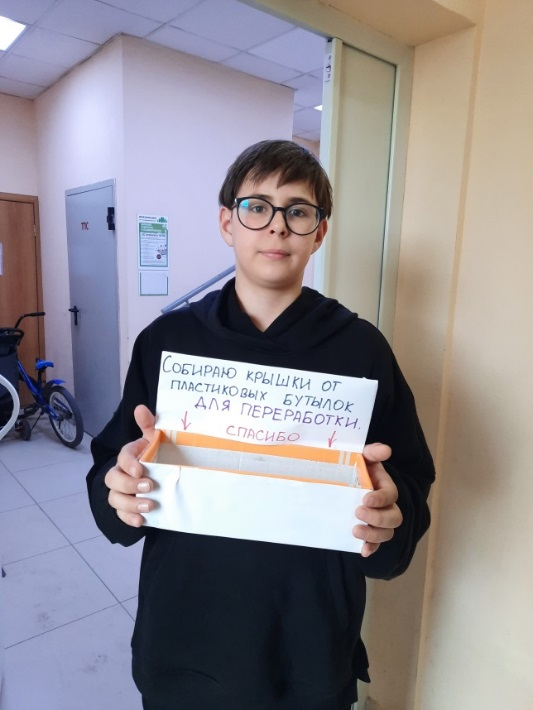 Собираю крышки от
пластиковых бутылок
для переработки.
спасибо